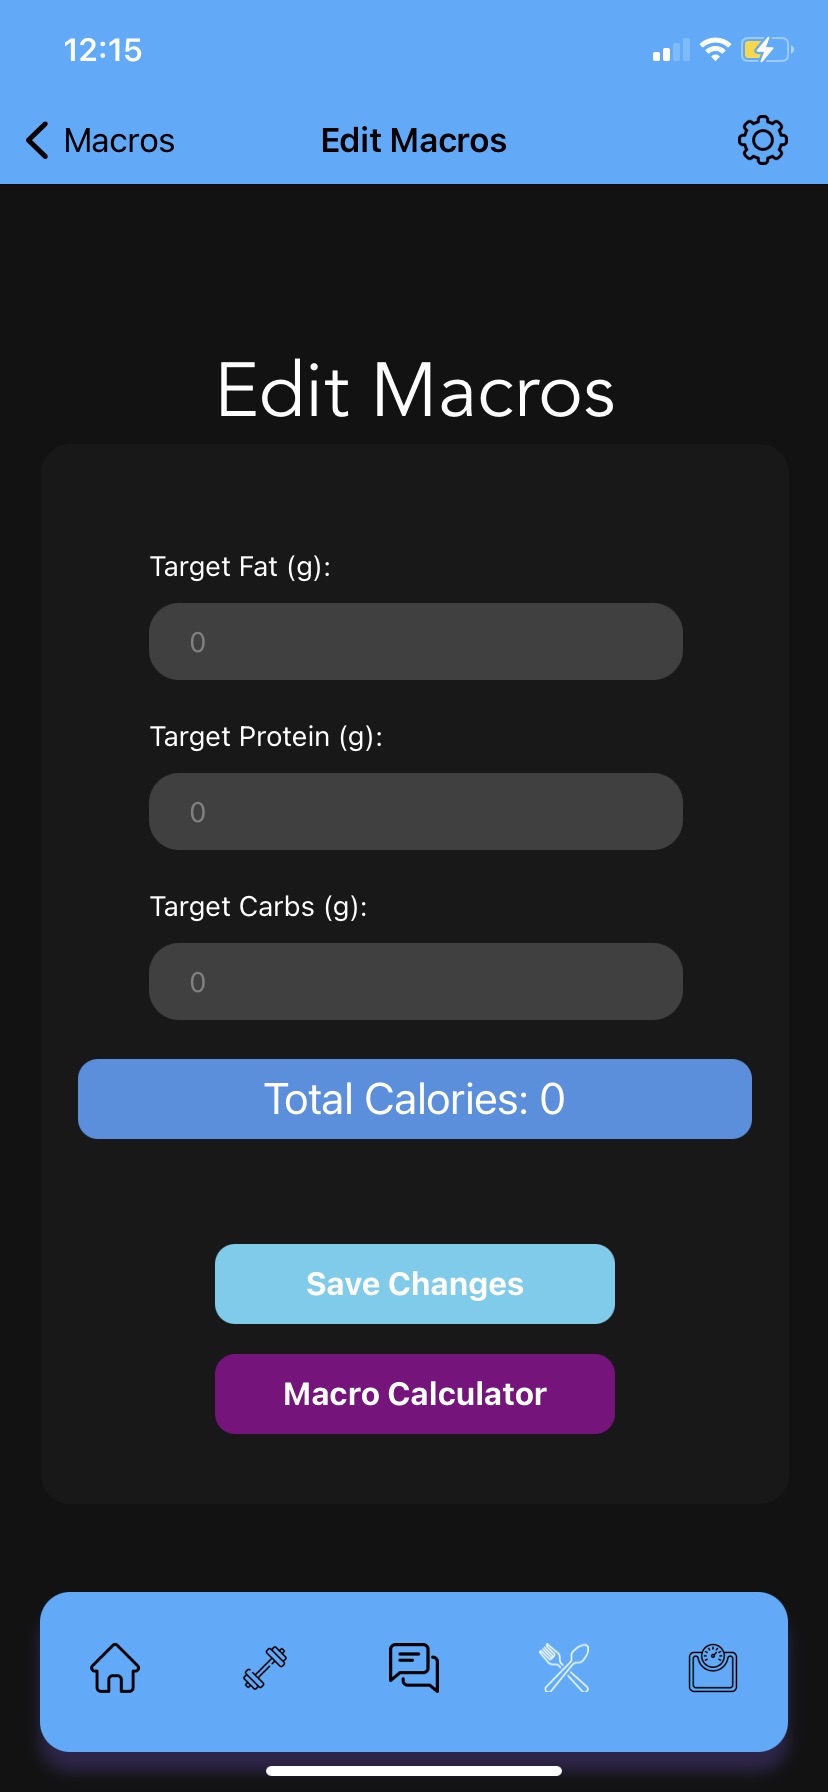 12:15
Macros
Edit Macros
Edit Macros
Target Fat (g):
0
Target Protein (g):
0
Target Carbs (g):
0
Total Calories: 0
Save Changes
Macro Calculator